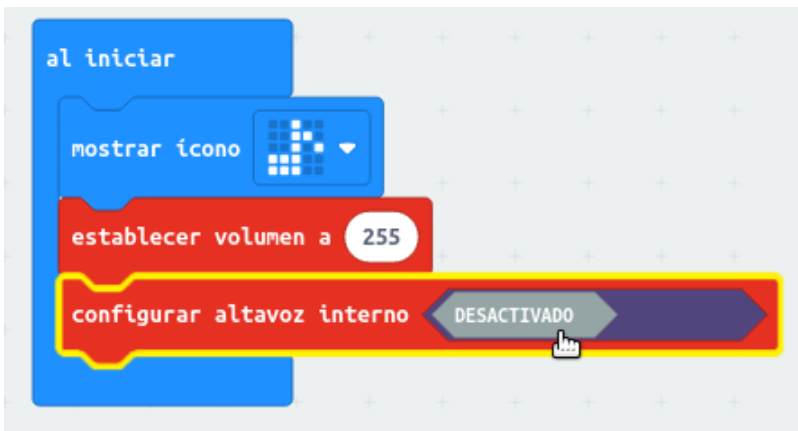 al iniciar
mostrar ícono
establecer volumen a 255
configurar altavoz interno DESACTIVADO